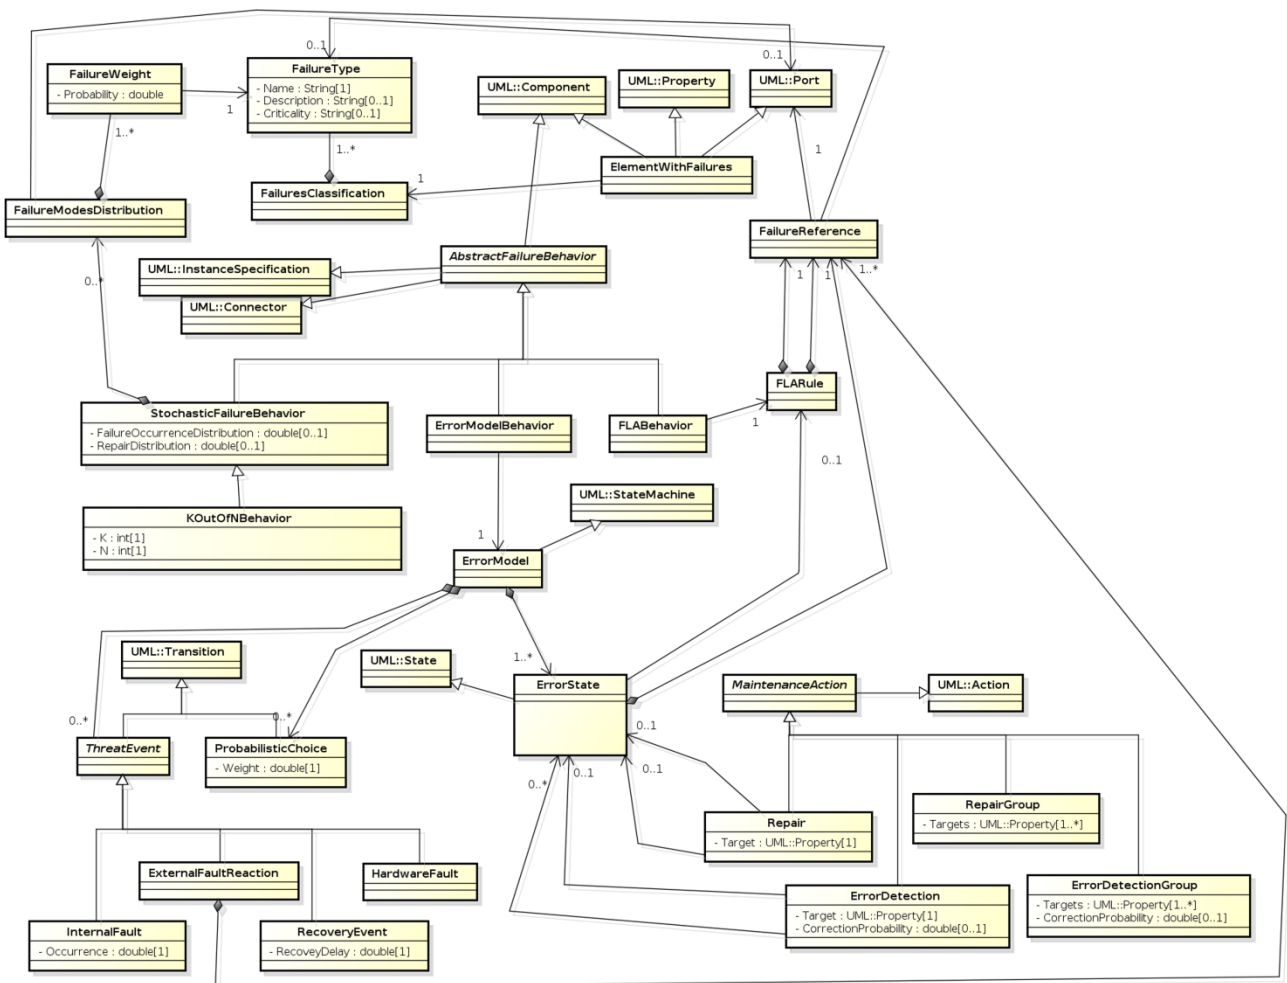 0..1
0..1
FailureWeight
- Probability : double
1
1..*
FailureType
- Name : String[1]
- Description : String[0..1]
- Criticality : String[0..1]
1..*
UML::Component
UML::Property
UML::Port
1
ElementWithFailures
1
FailuresClassification
FailureModesDistribution
0..*
FailureReference
1
1
1..*
AbstractFailureBehavior
UML::InstanceSpecification
UML::Connector
FLARule
StochasticFailureBehavior
- FailureOccurrenceDistribution : double[0..1]
- RepairDistribution : double[0..1]
ErrorModelBehavior
FLABehavior
1
0..1
UML::StateMachine
KOutOfNBehavior
- K : int[1]
- N : int[1]
1
ErrorModel
UML::Transition
UML::State
1..*
ErrorState
MaintenanceAction
UML::Action
0..*
0..*
0..1
ThreatEvent
ProbabilisticChoice
- Weight : double[1]
0..*
0..1
0..1
RepairGroup
- Targets : UML::Property[1..*]
Repair
- Target : UML::Property[1]
ExternalFaultReaction
HardwareFault
ErrorDetection
- Target : UML::Property[1]
- CorrectionProbability : double[0..1]
ErrorDetectionGroup
- Targets : UML::Property[1..*]
- CorrectionProbability : double[0..1]
InternalFault
- Occurrence : double[1]
RecoveryEvent
- RecoveyDelay : double[1]